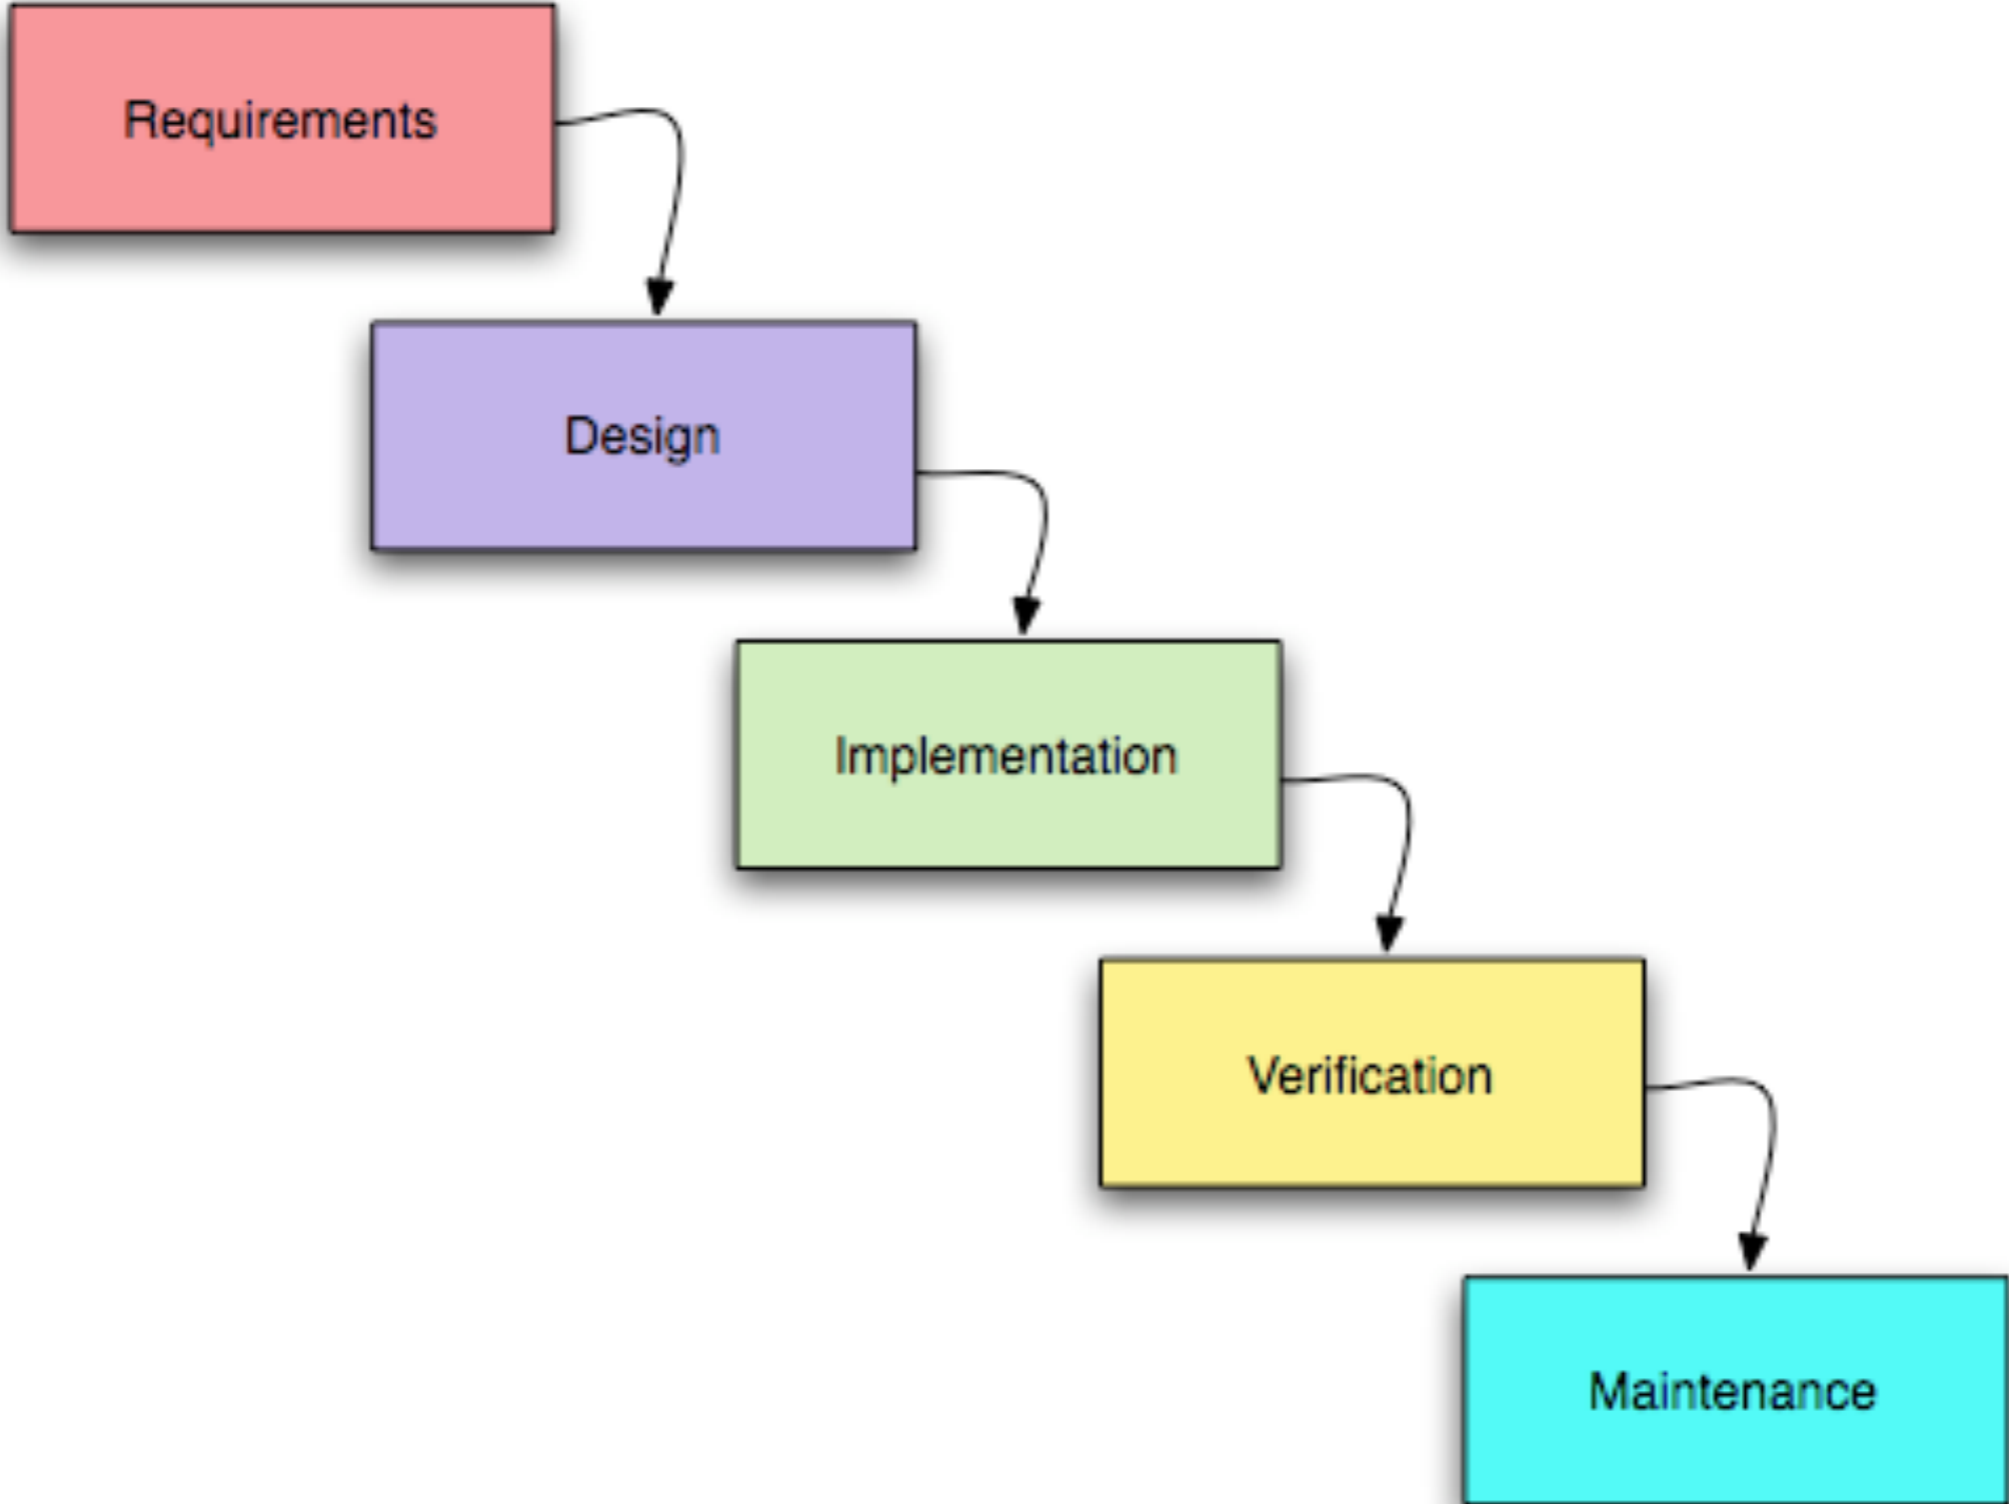 Requirements
Design
Implementation
Verification
Maintenance